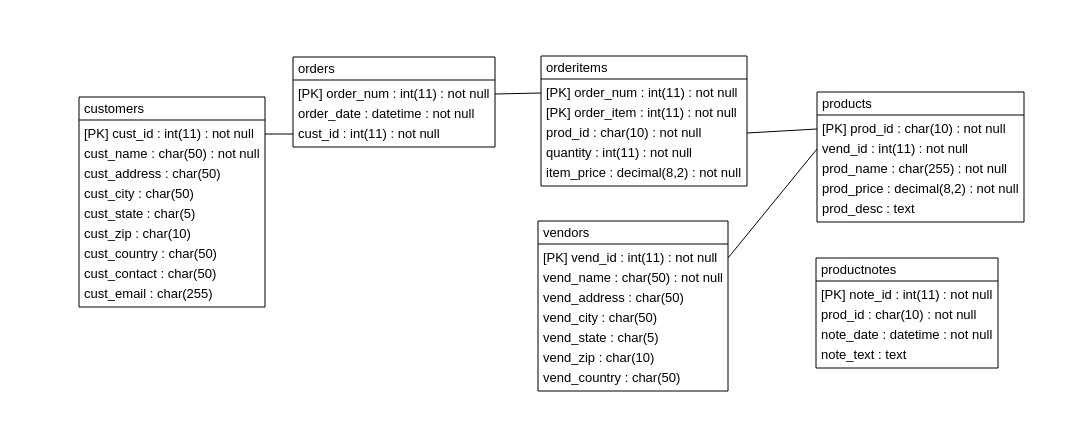 customers
[PK] cust_id : int(11) : not null
cust_name : char(50) : not null
cust_address : char(50)
cust_city : char(50)
cust_state : char(5)
cust_zip : char(10)
cust_country : char(50)
cust_contact : char(50)
cust_email : char(255)
orders
[PK] order_num : int(11) : not null
order_date : datetime : not null
cust_id : int(11) : not null
orderitems
[PK] order_num : int(11) : not null
[PK] order_item : int(11) : not null
prod_id : char(10) : not null
quantity : int(11) : not null
item_price : decimal(8,2) : not null
vendors
[PK] vend_id : int(11) : not null
vend_name : char(50) : not null
vend_address : char(50)
vend_city : char(50)
vend_state : char(5)
vend_zip : char(10)
vend_country : char(50)
products
[PK] prod_id : char(10) : not null
vend_id : int(11) : not null
prod_name : char(255) : not null
prod_price : decimal(8,2) : not null
prod_desc : text
productnotes
[PK] note_id : int(11) : not null
prod_id : char(10) : not null
note_date : datetime : not null
note_text : text